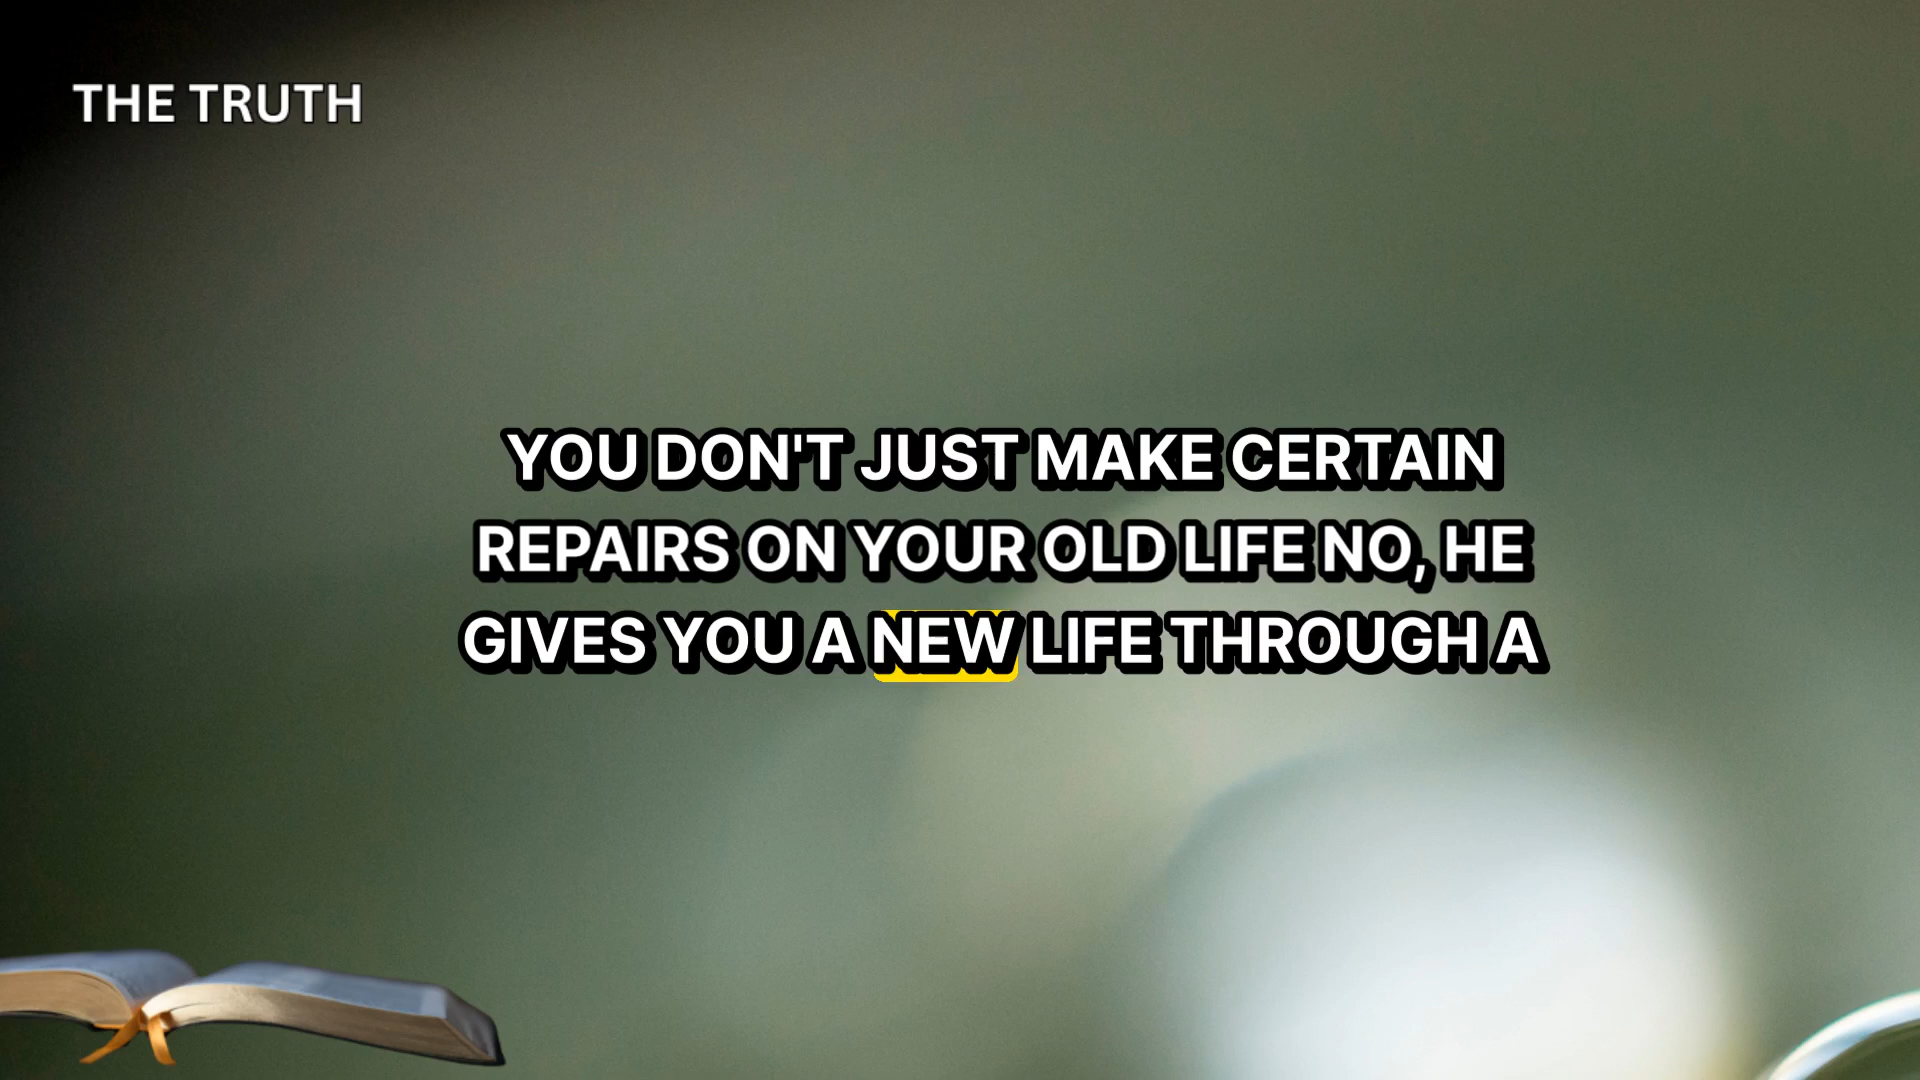 THE TRUTH
YOU DON'T JUST MAKE CERTAIN
REPAIRS ON YOUR OLD LIFE NO, HE
GIVES YOU A NEW LIFE THROUGH A